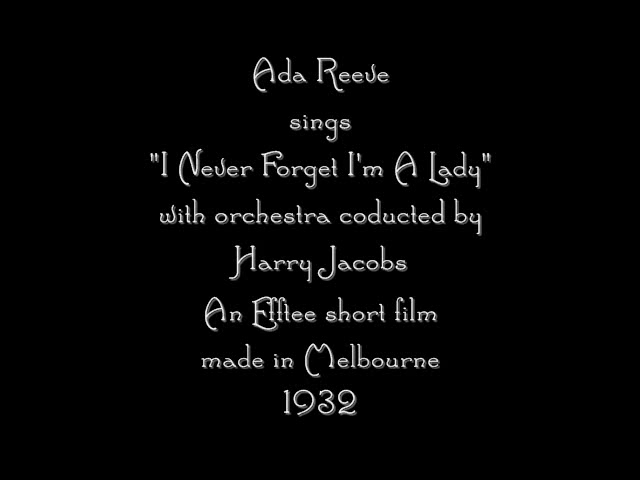 Ada Reeve
sings
"I Never Forget I'm A Lady"
with orchestra coducted by
Harry Jacobs
An Efftee short film
made in Melbourne
1932